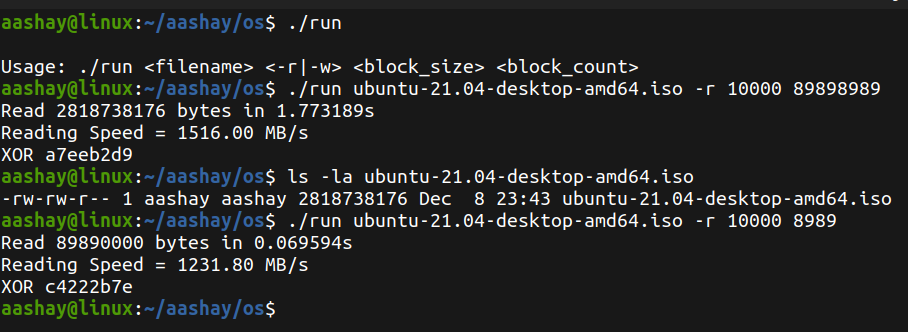 aashay@linux:~/aashay/os$ ./run
Usage: ./run <filename> <-r|-w> <block_size> <block_count>
aashay@linux:~/aashay/os$ ./run ubuntu-21.04-desktop-amd64.iso -r 10000 89898989
Read 2818738176 bytes in 1.773189s
Reading Speed = 1516.00 MB/s
XOR a7eeb2d9
aashay@linux:~/aashay/os$ ls -la ubuntu-21.04-desktop-amd64.iso
-rw-rw-r-- 1 aashay aashay 2818738176 Dec  8 23:43 ubuntu-21.04-desktop-amd64.iso
aashay@linux:~/aashay/os$ ./run ubuntu-21.04-desktop-amd64.iso -r 10000 8989
Read 89890000 bytes in 0.069594s
Reading Speed = 1231.80 MB/s
XOR c4222b7e
aashay@linux:~/aashay/os$